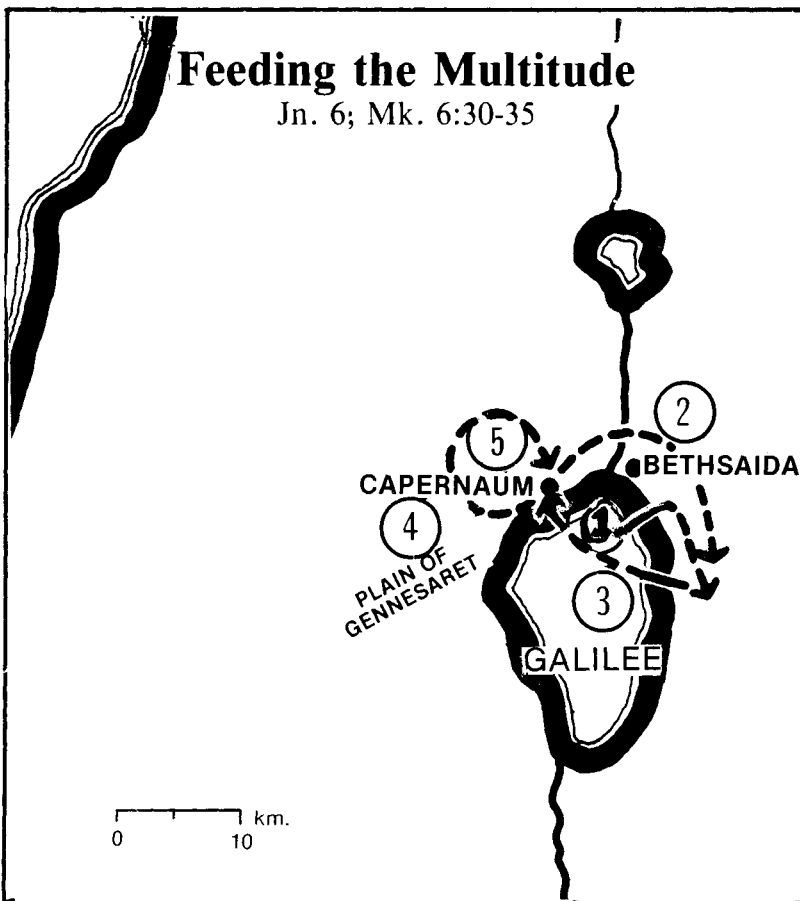 Feeding the Multitude
Jn. 6; Mk. 6:30-35
2
5
BETHSAIDA
CAPERNAUM
4
1
PLAIN OF
GENNESARET
3
GALILEE
km.
0 10